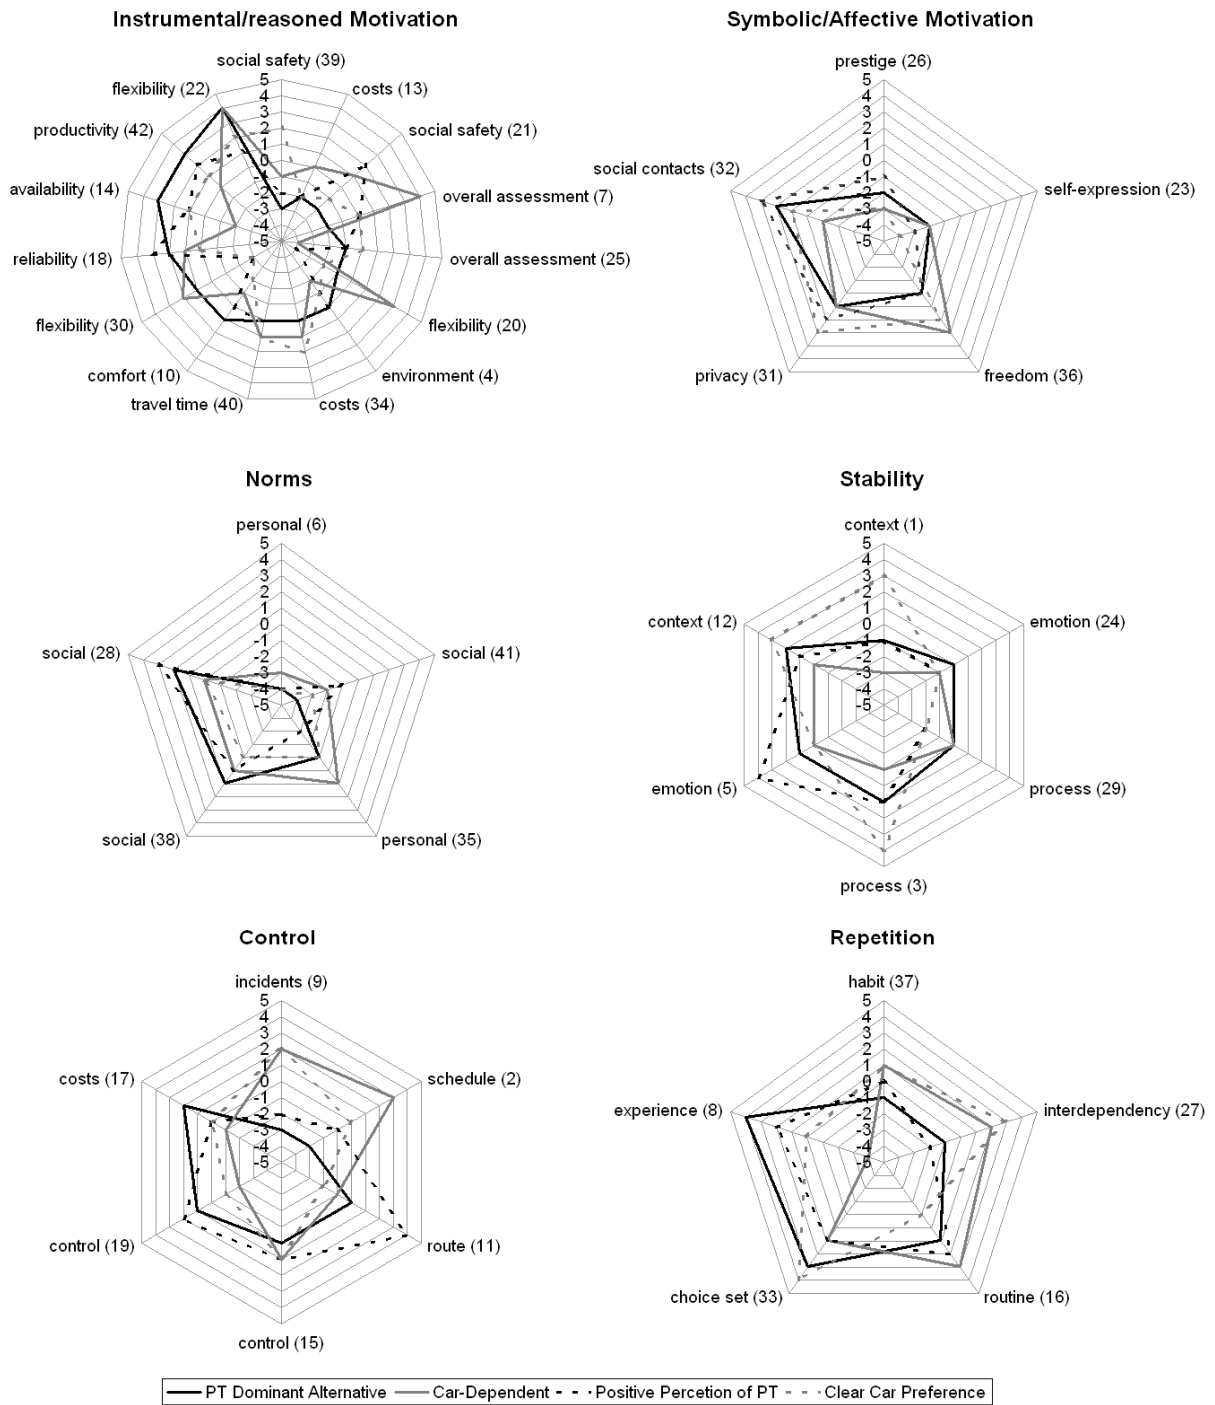 Instrumental/reasoned Motivation
social safety (39)
costs (13)
social safety (21)
overall assessment (7)
overall assessment (25)
flexibility (20)
environment (4)
costs (34)
travel time (40)
comfort (10)
flexibility (30)
reliability (18)
availability (14)
productivity (42)
flexibility (22)
5
4
3
2
1
0
-1
-2
-3
-4
-5
Symbolic/Affective Motivation
prestige (26)
self-expression (23)
freedom (36)
privacy (31)
social contacts (32)
5
4
3
2
1
0
-1
-2
-3
-4
-5
Norms
personal (6)
social (41)
personal (35)
social (38)
social (28)
5
4
3
2
1
0
-1
-2
-3
-4
-5
Stability
context (1)
emotion (24)
process (29)
process (3)
emotion (5)
context (12)
5
4
3
2
1
0
-1
-2
-3
-4
-5
Control
incidents (9)
schedule (2)
route (11)
control (15)
control (19)
costs (17)
5
4
3
2
1
0
-1
-2
-3
-4
-5
Repetition
habit (37)
interdependency (27)
routine (16)
choice set (33)
experience (8)
5
4
3
2
1
0
-1
-2
-3
-4
-5
PT Dominant Alternative
Car-Dependent
Positive Percetion of PT
Clear Car Preference